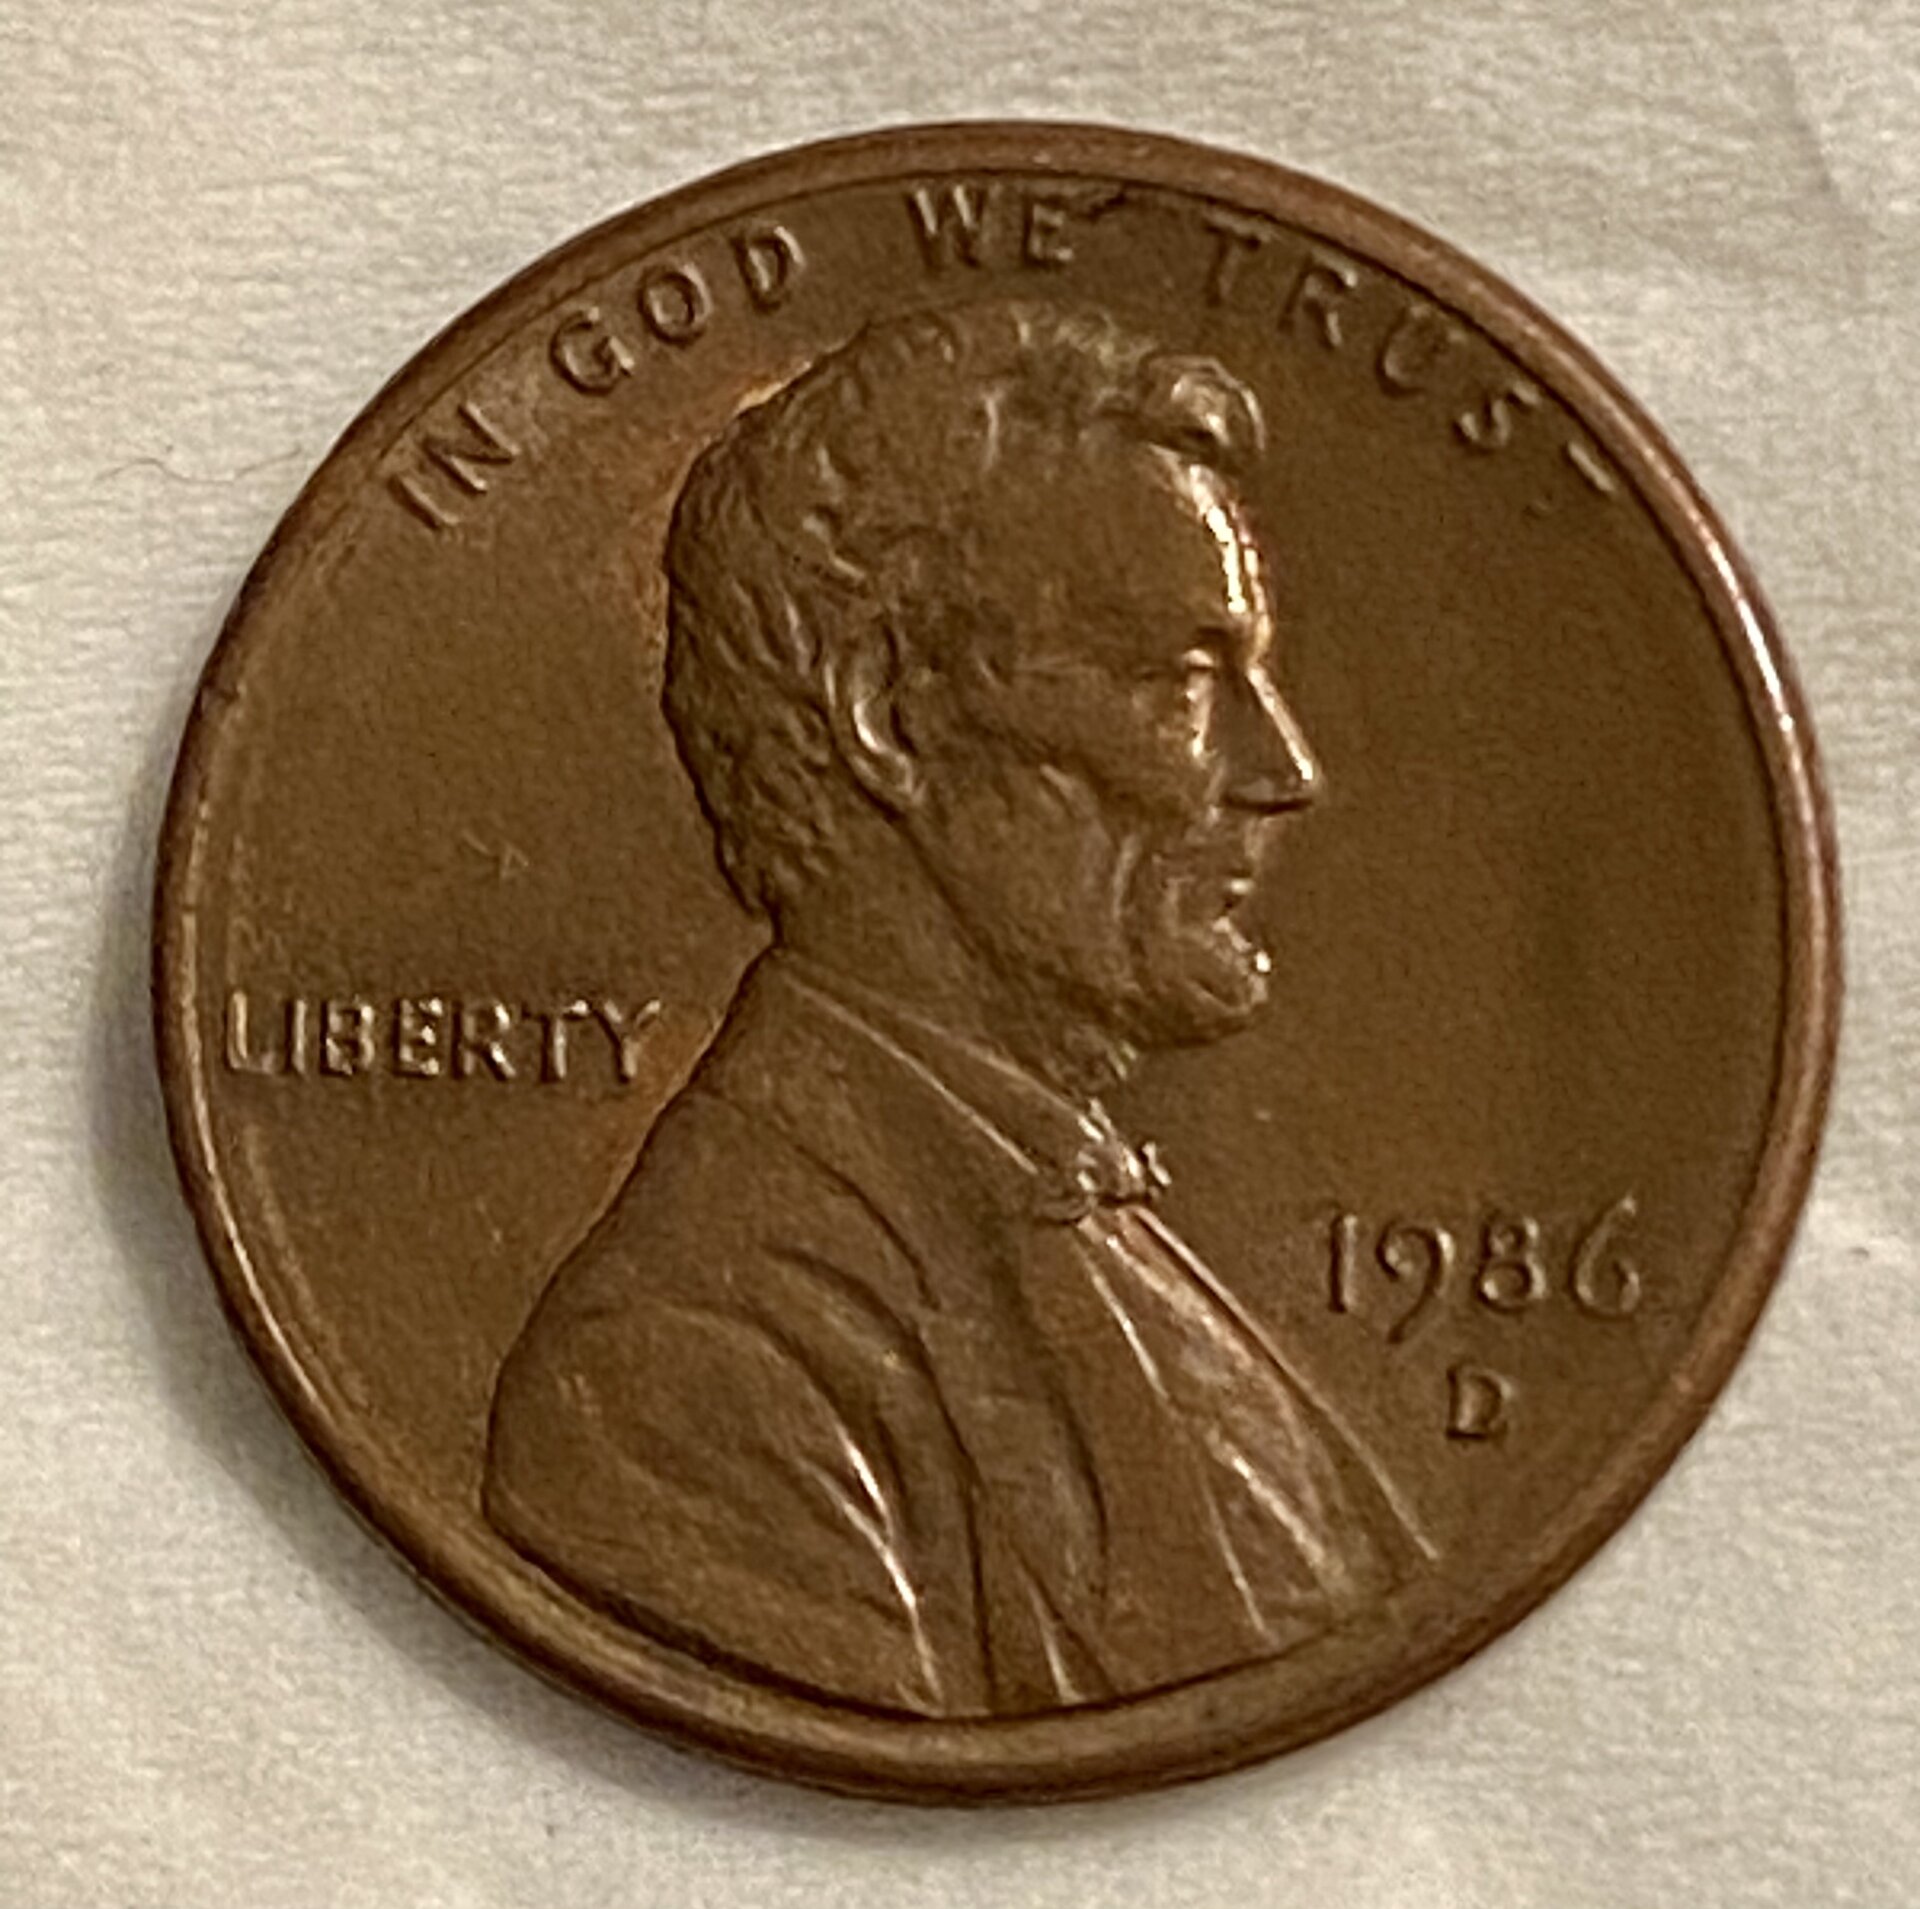 IN GOD WE TRUST
LIBERTY
1986
D